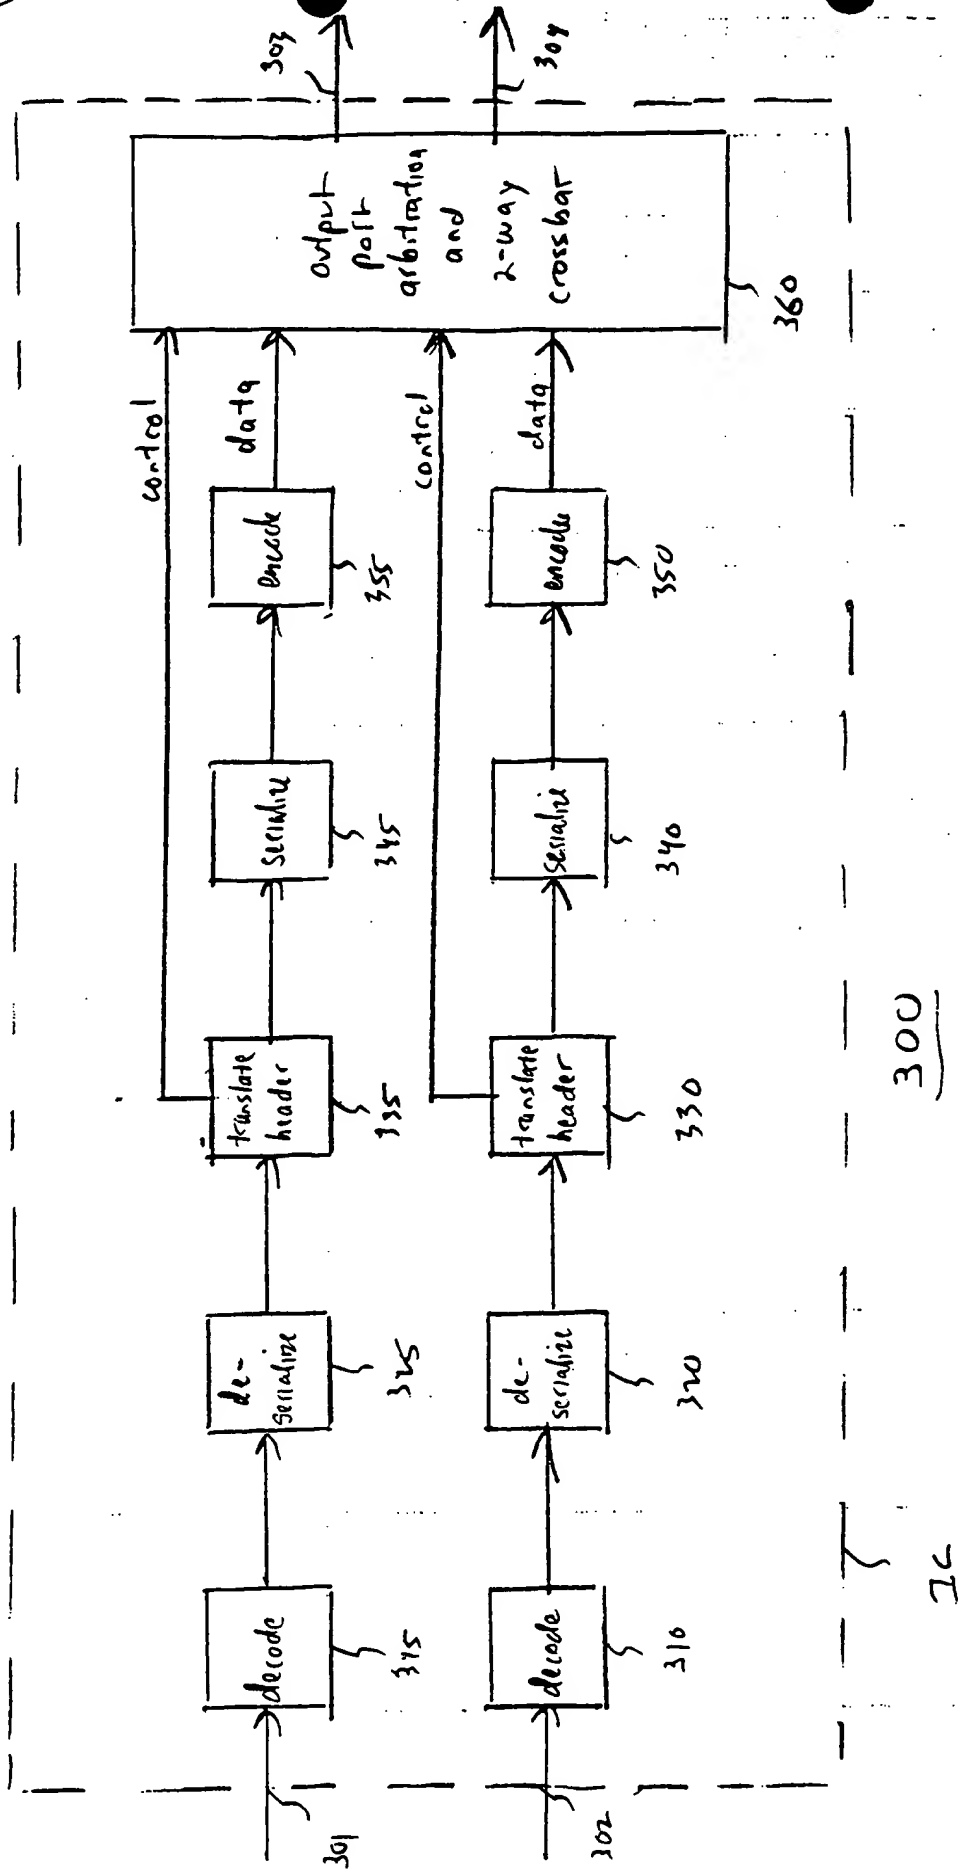 301
decode
315
de-
serialize
325
translate
header
335
serialize
345
encode
355
control
data
302
decode
310
de-
serialize
320
translate
header
330
serialize
340
encode
350
control
data
output
port
arbitration
and
2-way
crossbar
360
303
304
IC
300